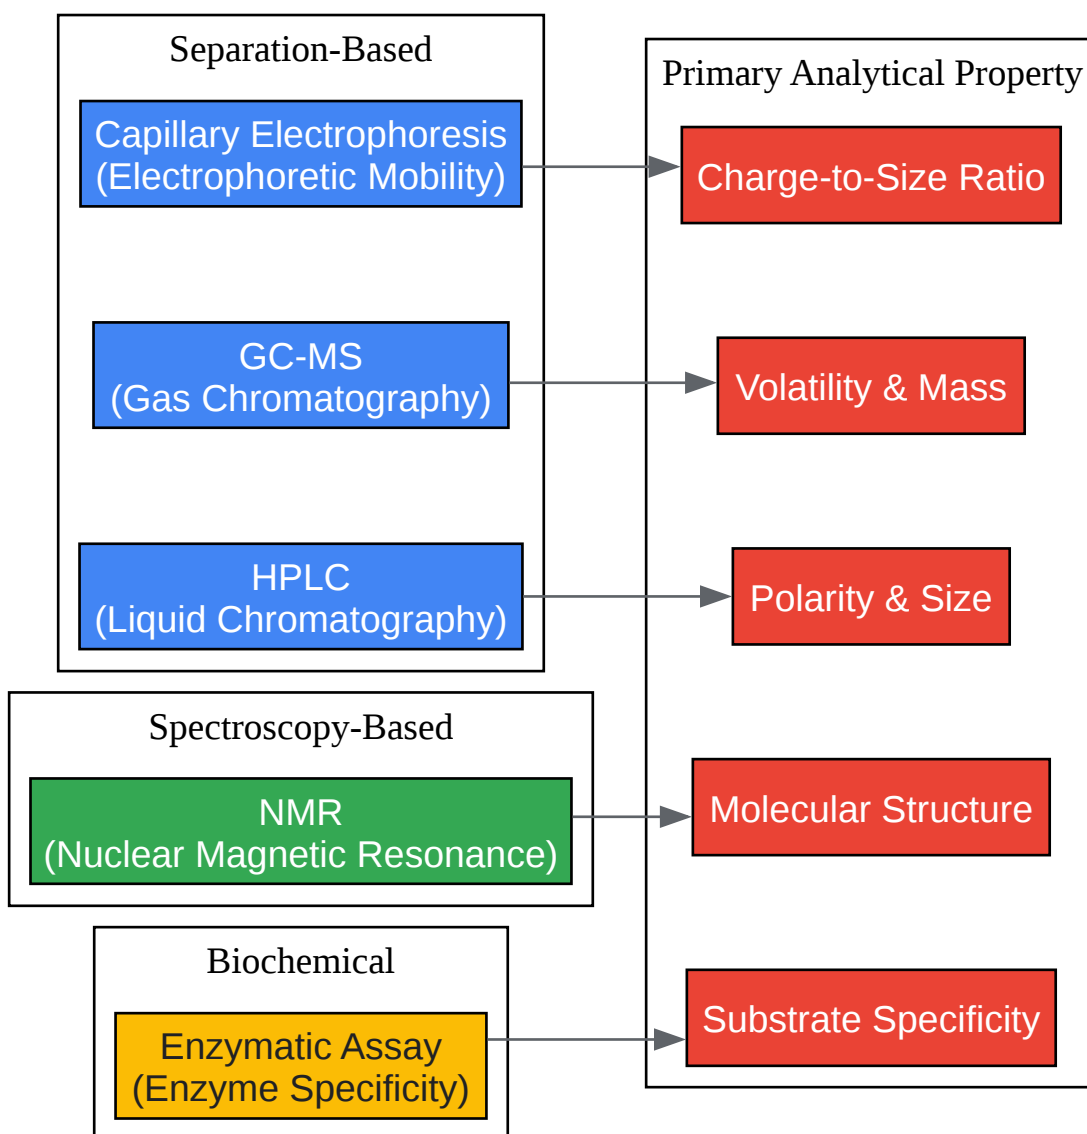 Separation-Based
Capillary Electrophoresis
(Electrophoretic Mobility)
GC-MS
(Gas Chromatography)
HPLC
(Liquid Chromatography)
Spectroscopy-Based
NMR
(Nuclear Magnetic Resonance)
Biochemical
Enzymatic Assay
(Enzyme Specificity)
Primary Analytical Property
Charge-to-Size Ratio
Volatility & Mass
Polarity & Size
Molecular Structure
Substrate Specificity